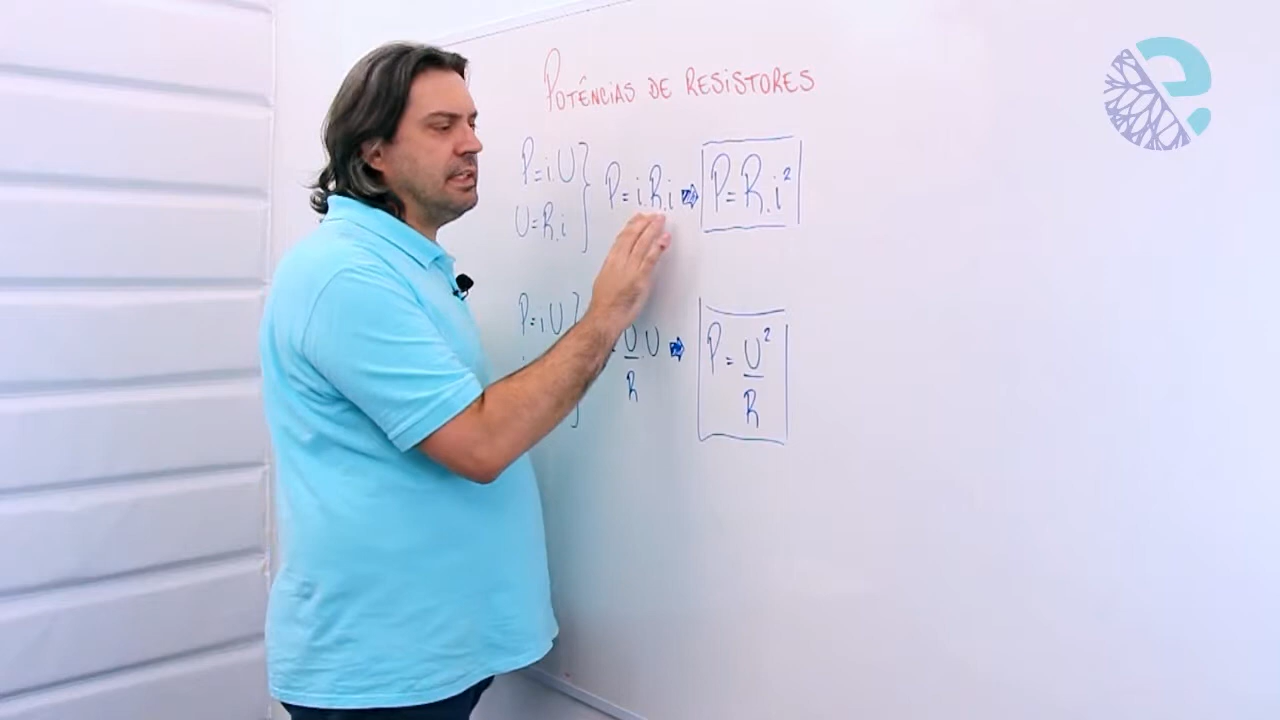 POTÊNCIAS DE RESISTORES
P=i.U
U=R.i
P=i.R.i
P=R.i²
P=i.U
U/R.U
P=U²/R
e